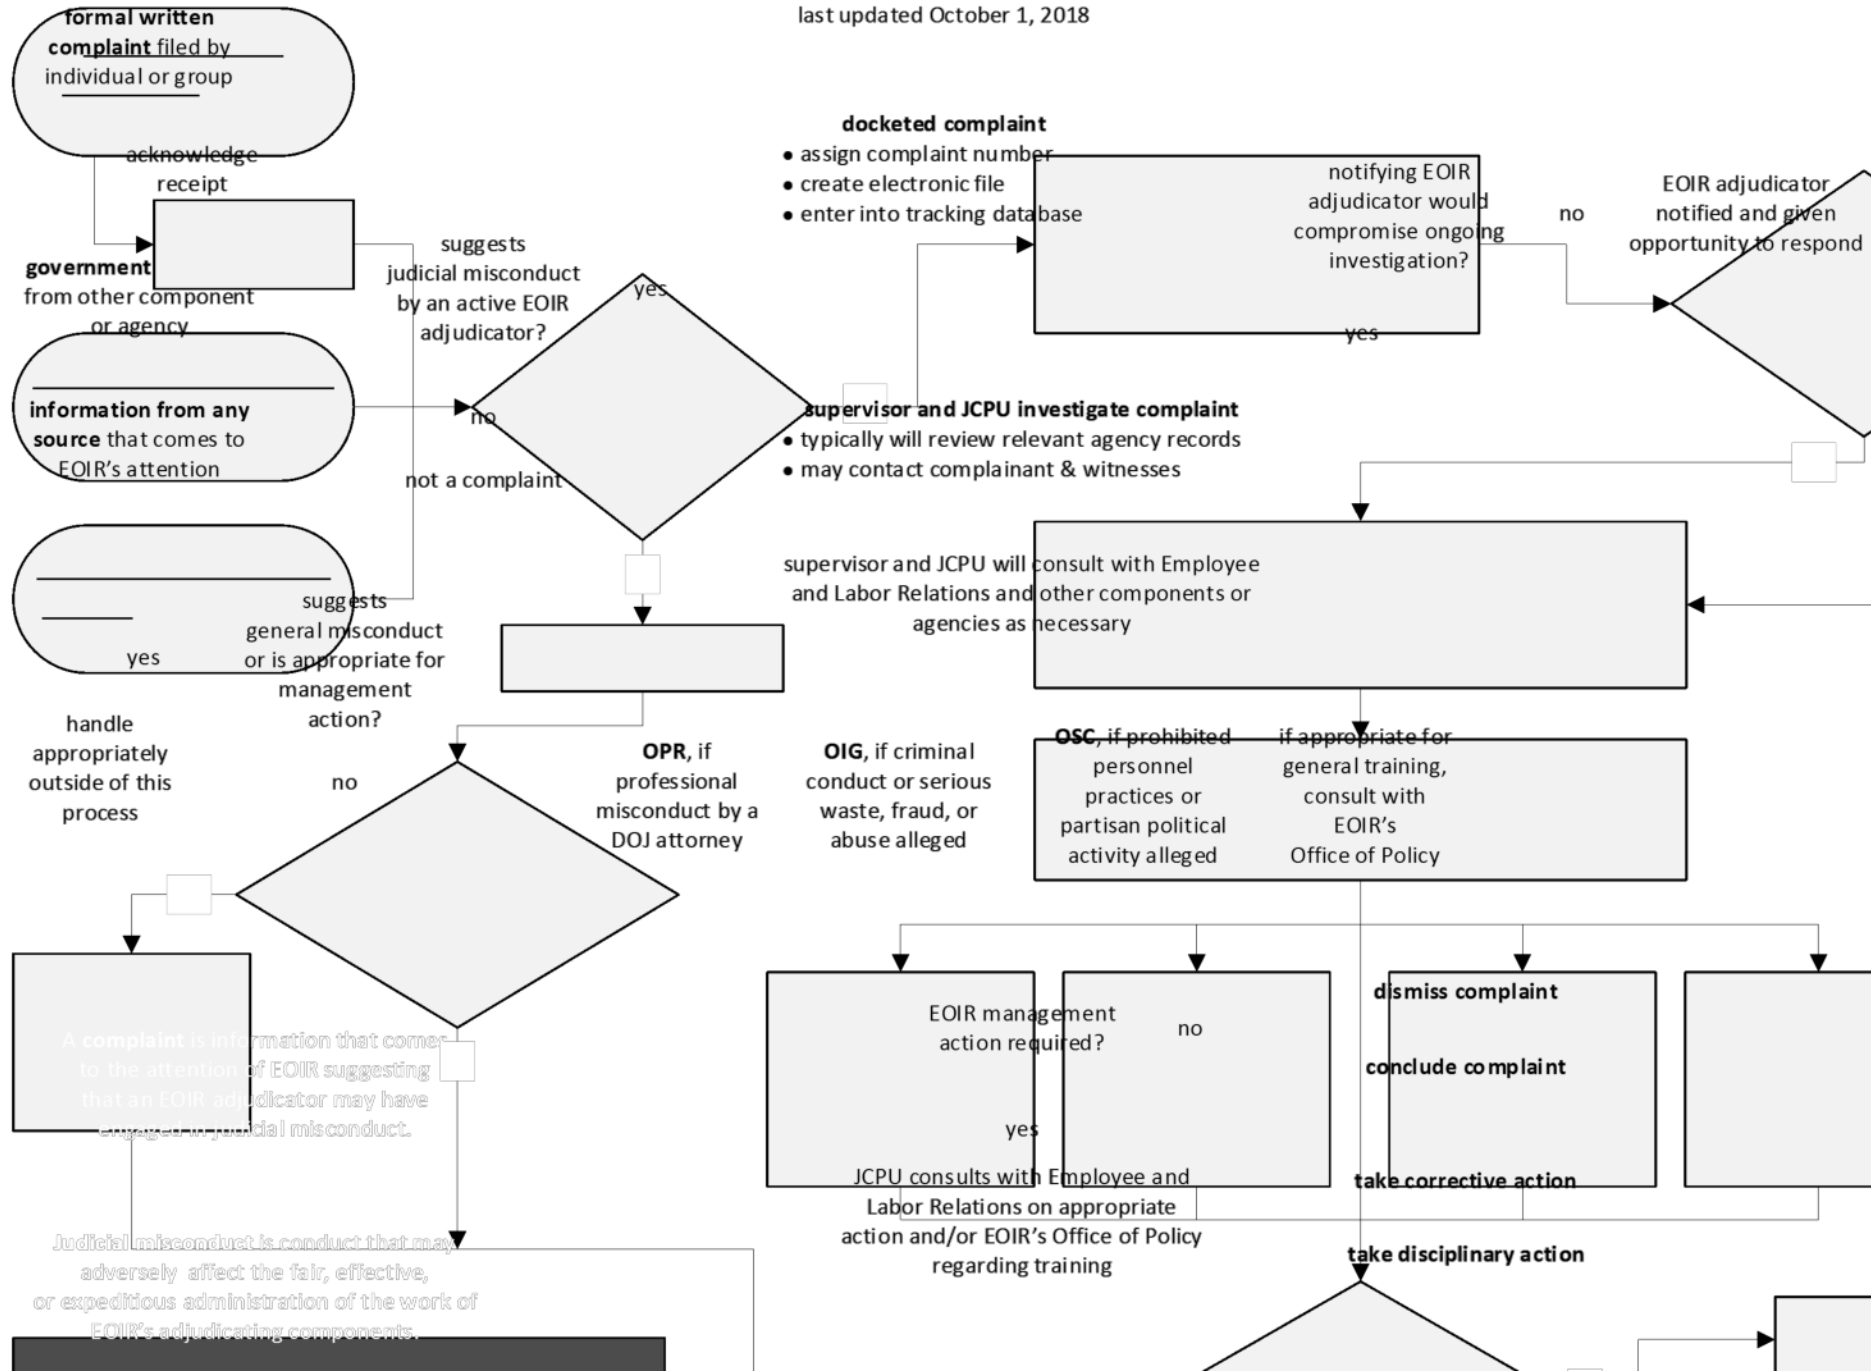 last updated October 1, 2018
formal written
complaint filed by
individual or group
acknowledge
receipt
government
from other component
or agency
information from any
source that comes to
EOIR’s attention
suggests
judicial misconduct
by an active EOIR
adjudicator?
yes
no
not a complaint
docketed complaint
• assign complaint number
• create electronic file
• enter into tracking database
notifying EOIR
adjudicator would
compromise ongoing
investigation?
no
yes
EOIR adjudicator
notified and given
opportunity to respond
supervisor and JCPU investigate complaint
• typically will review relevant agency records
• may contact complainant & witnesses
supervisor and JCPU will consult with Employee
and Labor Relations and other components or
agencies as necessary
suggests
general misconduct
or is appropriate for
management
action?
yes
no
handle
appropriately
outside of this
process
OPR, if
professional
misconduct by a
DOJ attorney
OIG, if criminal
conduct or serious
waste, fraud, or
abuse alleged
OSC, if prohibited
personnel
practices or
partisan political
activity alleged
if appropriate for
general training,
consult with
EOIR’s
Office of Policy
EOIR management
action required?
no
yes
JCPU consults with Employee and
Labor Relations on appropriate
action and/or EOIR’s Office of Policy
regarding training
dismiss complaint
conclude complaint
take corrective action
take disciplinary action
A complaint is information that comes
to the attention of EOIR suggesting
that an EOIR adjudicator may have
engaged in judicial misconduct.
Judicial misconduct is conduct that may
adversely affect the fair, effective,
or expeditious administration of the work of
EOIR’s adjudicating components.